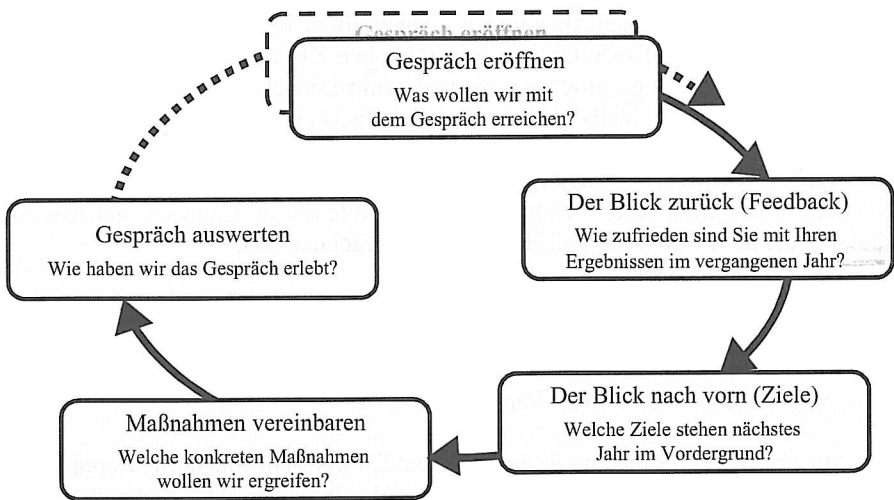 Gespräch eröffnen
Gespräch eröffnen
Was wollen wir mit
dem Gespräch erreichen?
Der Blick zurück (Feedback)
Wie zufrieden sind Sie mit Ihren
Ergebnissen im vergangenen Jahr?
Der Blick nach vorn (Ziele)
Welche Ziele stehen nächstes
Jahr im Vordergrund?
Maßnahmen vereinbaren
Welche konkreten Maßnahmen
wollen wir ergreifen?
Gespräch auswerten
Wie haben wir das Gespräch erlebt?